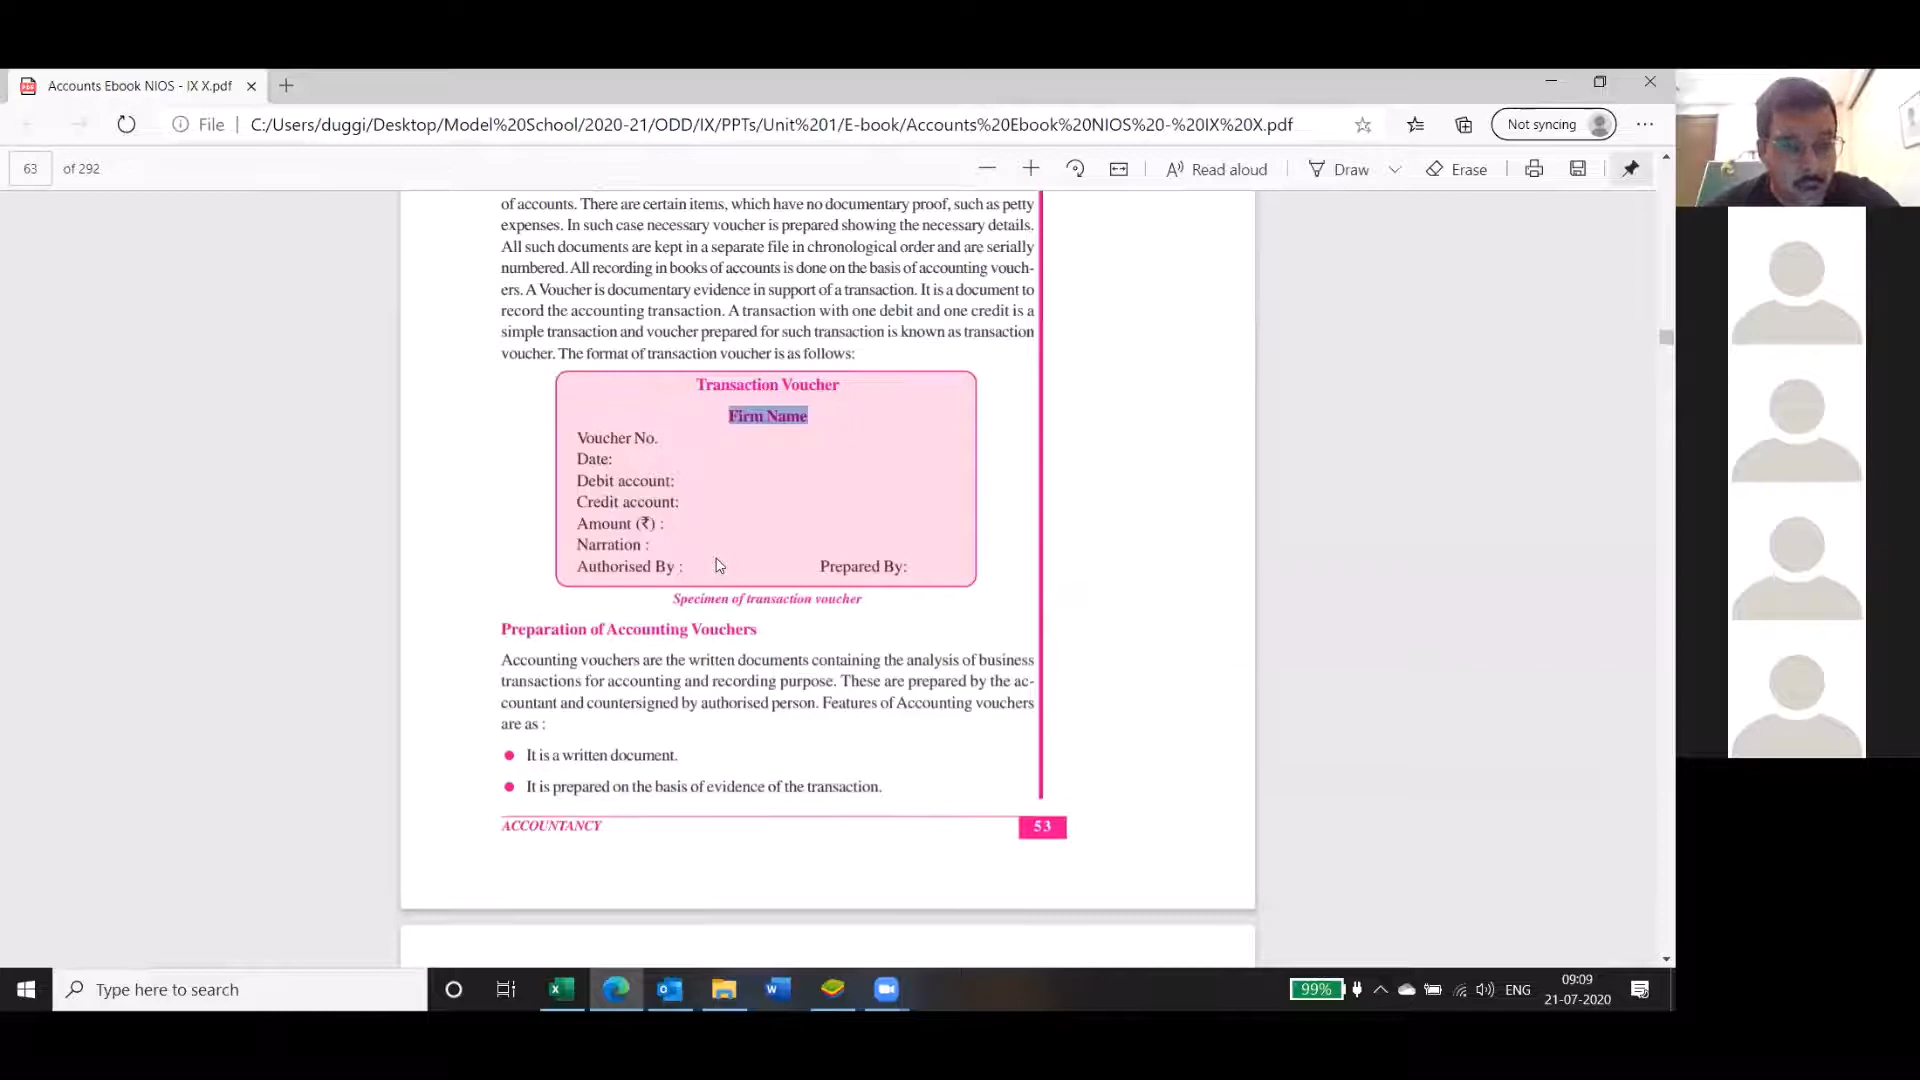 Accounts Ebook NIOS - IX X.pdf
File
C:/Users/duggi/Desktop/Model%20School/2020-21/ODD/IX/PPTs/Unit%201/E-book/Accounts%20Ebook%20NIOS%20-%20IX%20X.pdf
Not syncing
63 of 292
Read aloud
Draw
Erase
of accounts. There are certain items, which have no documentary proof, such as petty
expenses. In such case necessary voucher is prepared showing the necessary details.
All such documents are kept in a separate file in chronological order and are serially
numbered. All recording in books of accounts is done on the basis of accounting vouch-
ers. A Voucher is documentary evidence in support of a transaction. It is a document to
record the accounting transaction. A transaction with one debit and one credit is a
simple transaction and voucher prepared for such transaction is known as transaction
voucher. The format of transaction voucher is as follows:
Transaction Voucher
Firm Name
Voucher No.
Date:
Debit account:
Credit account:
Amount (₹) :
Narration :
Authorised By : Prepared By:
Specimen of transaction voucher
Preparation of Accounting Vouchers
Accounting vouchers are the written documents containing the analysis of business
transactions for accounting and recording purpose. These are prepared by the ac-
countant and countersigned by authorised person. Features of Accounting vouchers
are as :
It is a written document.
It is prepared on the basis of evidence of the transaction.
ACCOUNTANCY 53
Type here to search
99%
ENG
09:09
21-07-2020